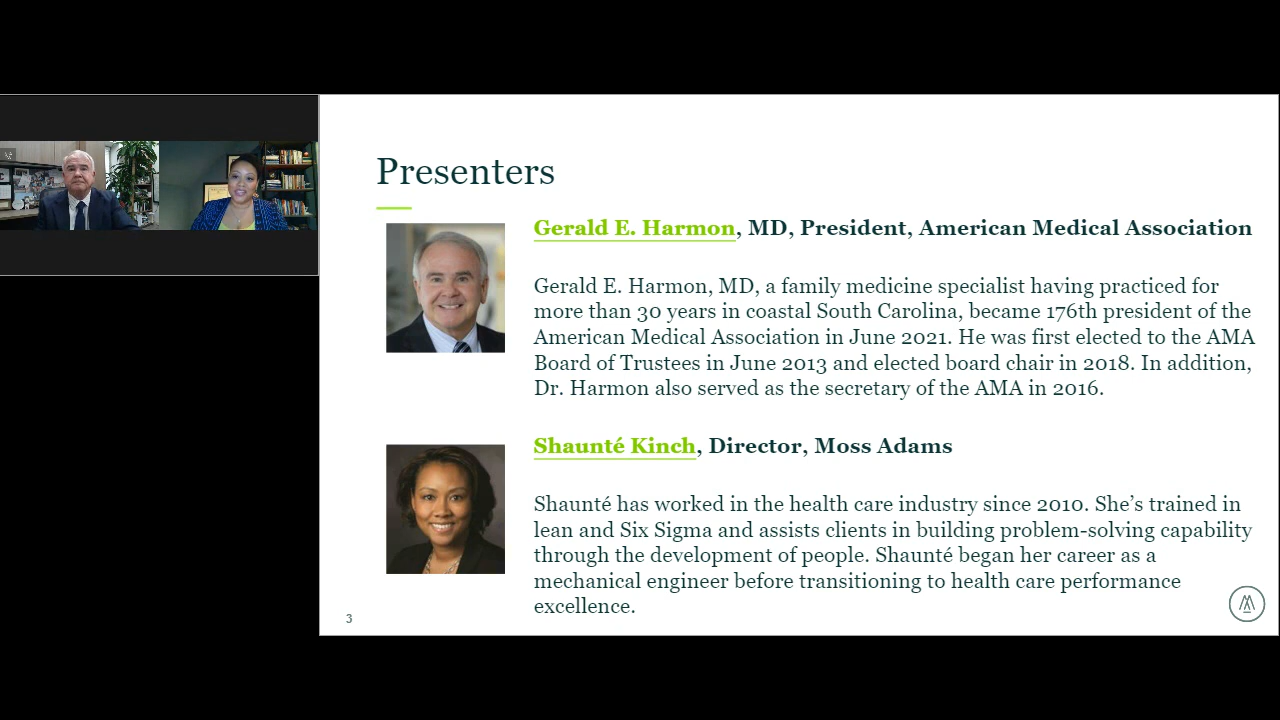 Presenters
Gerald E. Harmon, MD, President, American Medical Association
Gerald E. Harmon, MD, a family medicine specialist having practiced for
more than 30 years in coastal South Carolina, became 176th president of the
American Medical Association in June 2021. He was first elected to the AMA
Board of Trustees in June 2013 and elected board chair in 2018. In addition,
Dr. Harmon also served as the secretary of the AMA in 2016.
Shaunté Kinch, Director, Moss Adams
Shaunté has worked in the health care industry since 2010. She’s trained in
lean and Six Sigma and assists clients in building problem-solving capability
through the development of people. Shaunté began her career as a
mechanical engineer before transitioning to health care performance
excellence.
3